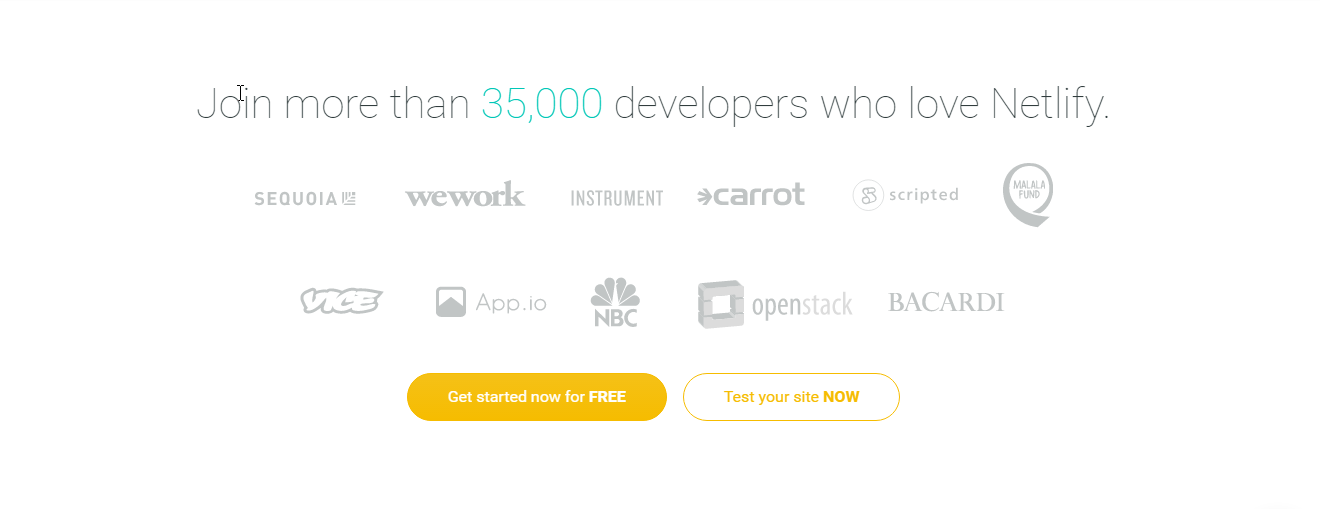 Join more than 35,000 developers who love Netlify.
SEQUOIA wework INSTRUMENT carrot scripted MALALA FUND
VICE App.io NBC openstack BACARDI
Get started now for FREE Test your site NOW